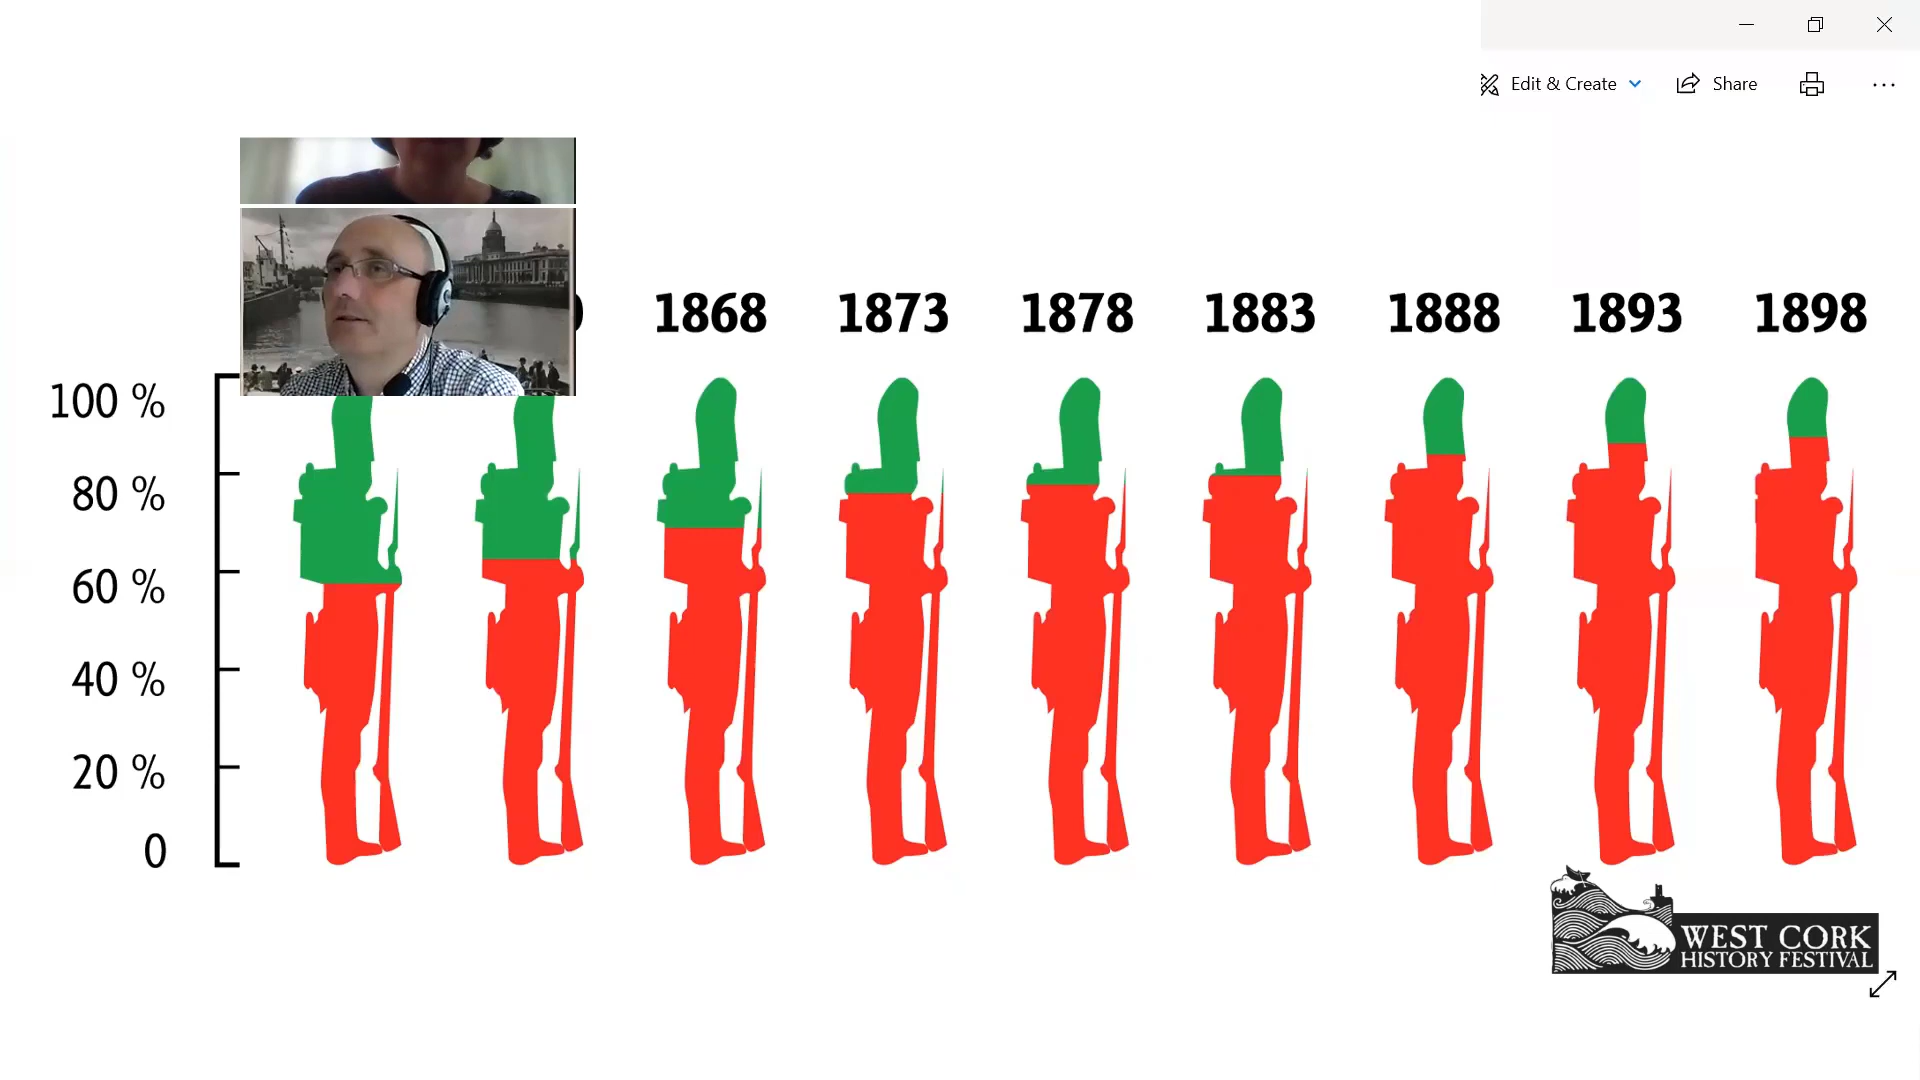 Edit & Create
Share
1868 1873 1878 1883 1888 1893 1898
100 %
80 %
60 %
40 %
20 %
0
WEST CORK
HISTORY FESTIVAL